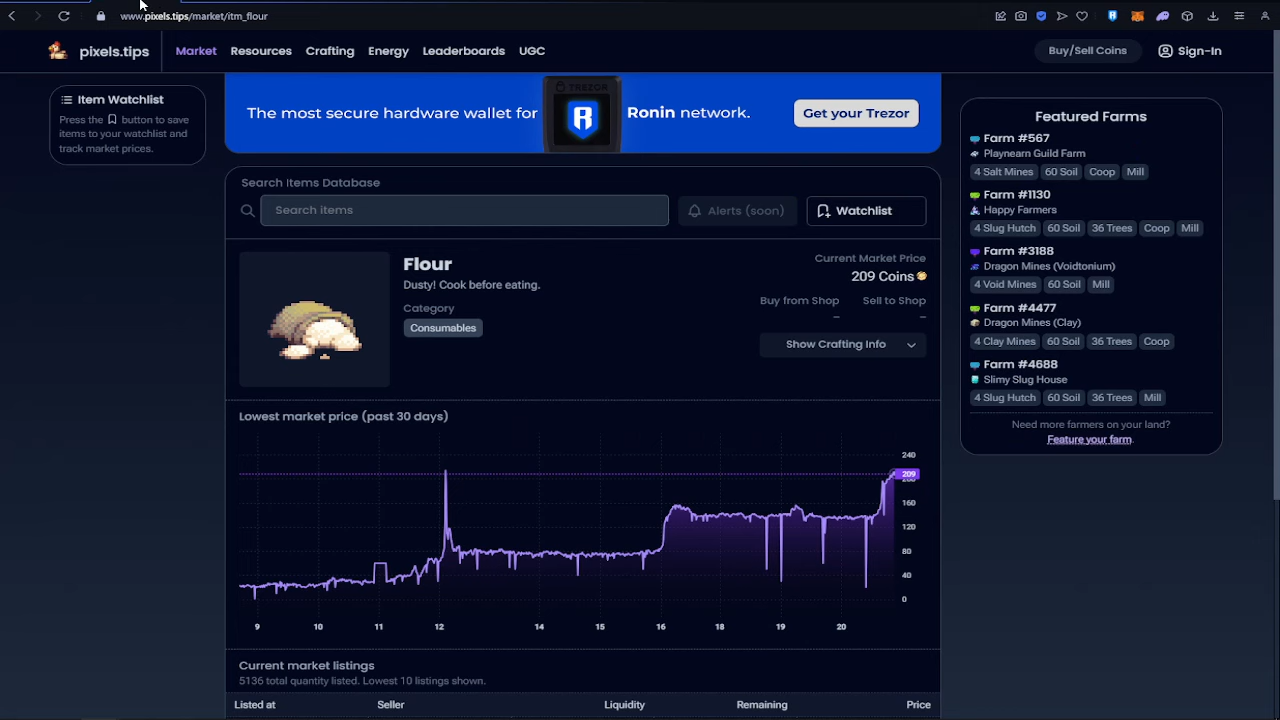 www.pixels.tips/market/itm_flour
pixels.tips
Market
Resources
Crafting
Energy
Leaderboards
UGC
Buy/Sell Coins
Sign-In
Item Watchlist
Press the button to save
items to your watchlist and
track market prices.
The most secure hardware wallet for
TREZOR
Ronin network.
Get your Trezor
Search Items Database
Search items
Alerts (soon)
Watchlist
Flour
Dusty! Cook before eating.
Category
Consumables
Current Market Price
209 Coins
Buy from Shop
Sell to Shop
–
–
Show Crafting Info
Lowest market price (past 30 days)
240
209
160
120
80
40
0
9
10
11
12
14
15
16
18
19
20
Current market listings
5136 total quantity listed. Lowest 10 listings shown.
Listed at
Seller
Liquidity
Remaining
Price
Featured Farms
Farm #567
Playnearn Guild Farm
4 Salt Mines
60 Soil
Coop
Mill
Farm #1130
Happy Farmers
4 Slug Hutch
60 Soil
36 Trees
Coop
Mill
Farm #3188
Dragon Mines (Voidtonium)
4 Void Mines
60 Soil
Mill
Farm #4477
Dragon Mines (Clay)
4 Clay Mines
60 Soil
36 Trees
Coop
Farm #4688
Slimy Slug House
4 Slug Hutch
60 Soil
36 Trees
Mill
Need more farmers on your land?
Feature your farm.